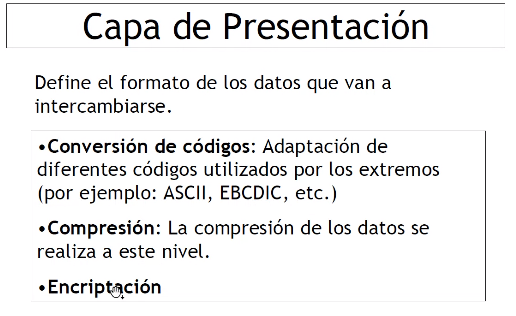 Capa de Presentación
Define el formato de los datos que van a
intercambiarse.
•Conversión de códigos: Adaptación de
diferentes códigos utilizados por los extremos
(por ejemplo: ASCII, EBCDIC, etc.)
•Compresión: La compresión de los datos se
realiza a este nivel.
•Encriptación